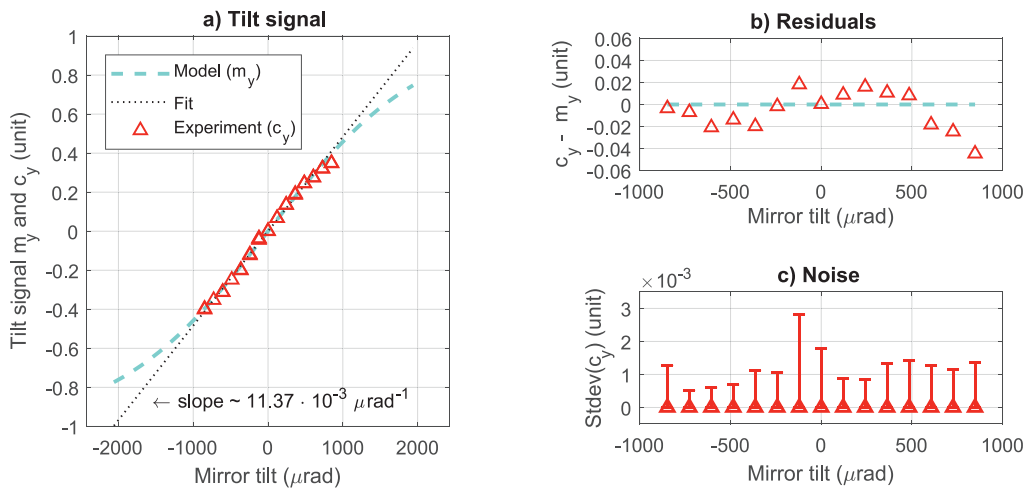 a) Tilt signal
Tilt signal m_y and c_y (unit)
1
0.8
0.6
0.4
0.2
0
-0.2
-0.4
-0.6
-0.8
-1
Model (m_y)
Fit
Experiment (c_y)
← slope ~ 11.37 · 10^-3 μrad^-1
-2000 -1000 0 1000 2000
Mirror tilt (μrad)
b) Residuals
c_y - m_y (unit)
0.06
0.04
0.02
0
-0.02
-0.04
-0.06
-1000 -500 0 500 1000
Mirror tilt (μrad)
c) Noise
×10^-3
Stdev(c_y) (unit)
3
2
1
0
-1000 -500 0 500 1000
Mirror tilt (μrad)